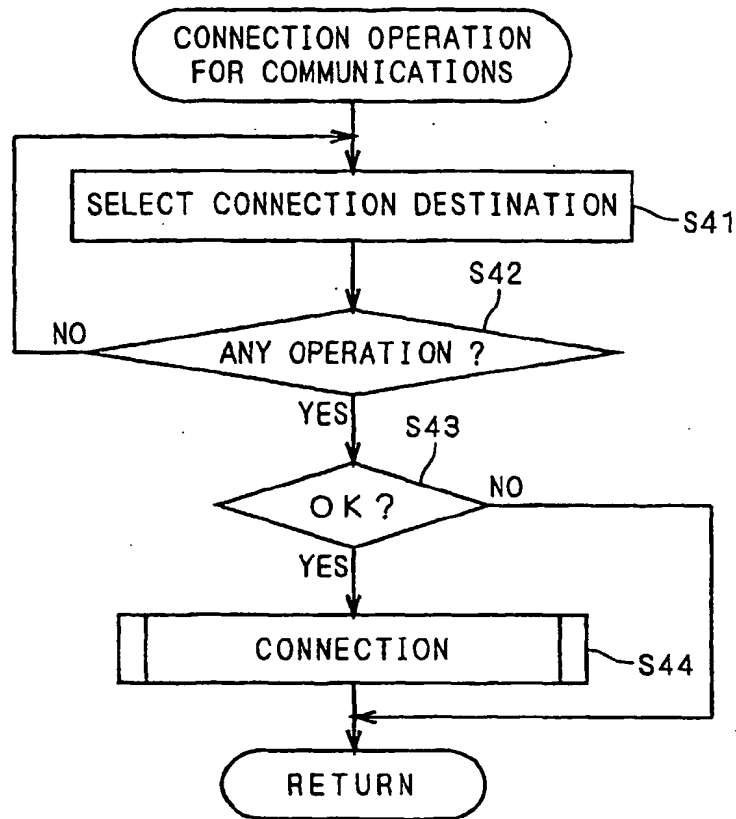 CONNECTION OPERATION
FOR COMMUNICATIONS
SELECT CONNECTION DESTINATION
S41
S42
NO
ANY OPERATION ?
YES
S43
NO
OK?
YES
CONNECTION
S44
RETURN